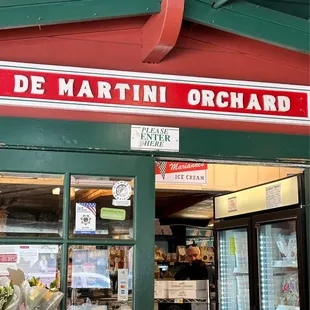 DE MARTINI ORCHARD
PLEASE
ENTER
HERE
Marianne's
ICE CREAM